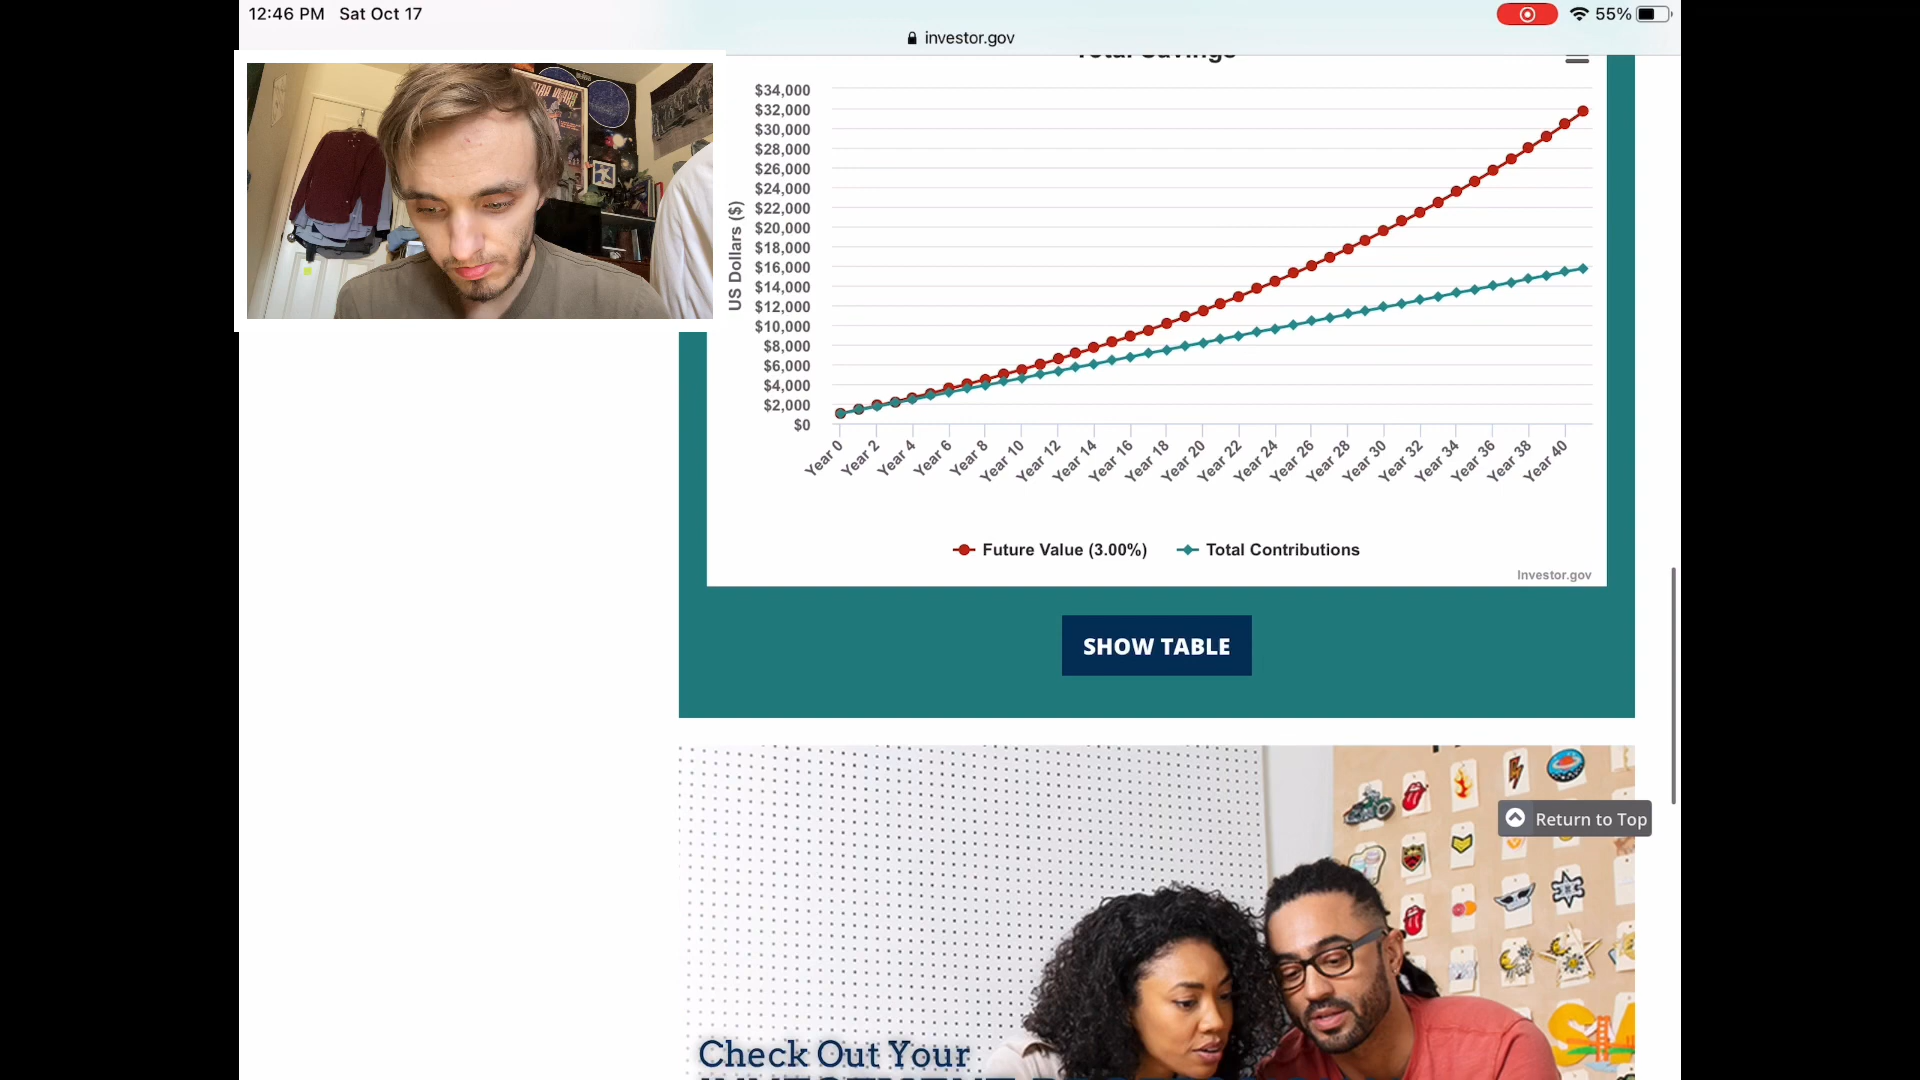 12:46 PM Sat Oct 17
55%
investor.gov
Total Savings
$34,000
$32,000
$30,000
$28,000
$26,000
$24,000
$22,000
$20,000
$18,000
$16,000
$14,000
$12,000
$10,000
$8,000
$6,000
$4,000
$2,000
$0
US Dollars ($)
Year 0
Year 2
Year 4
Year 6
Year 8
Year 10
Year 12
Year 14
Year 16
Year 18
Year 20
Year 22
Year 24
Year 26
Year 28
Year 30
Year 32
Year 34
Year 36
Year 38
Year 40
Future Value (3.00%)
Total Contributions
Investor.gov
SHOW TABLE
Return to Top
Check Out Your